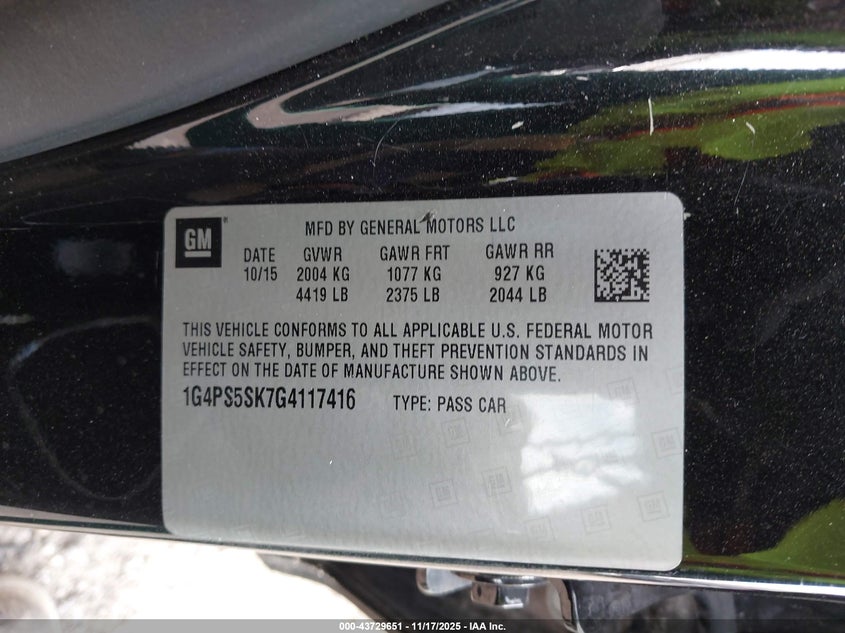 GM
MFD BY GENERAL MOTORS LLC
DATE GVWR GAWR FRT GAWR RR
10/15 2004 KG 1077 KG 927 KG
4419 LB 2375 LB 2044 LB
THIS VEHICLE CONFORMS TO ALL APPLICABLE U.S. FEDERAL MOTOR
VEHICLE SAFETY, BUMPER, AND THEFT PREVENTION STANDARDS IN
EFFECT ON THE DATE OF MANUFACTURE SHOWN ABOVE.
1G4PS5SK7G4117416 TYPE: PASS CAR
000-43729651 - 11/17/2025 - IAA Inc.